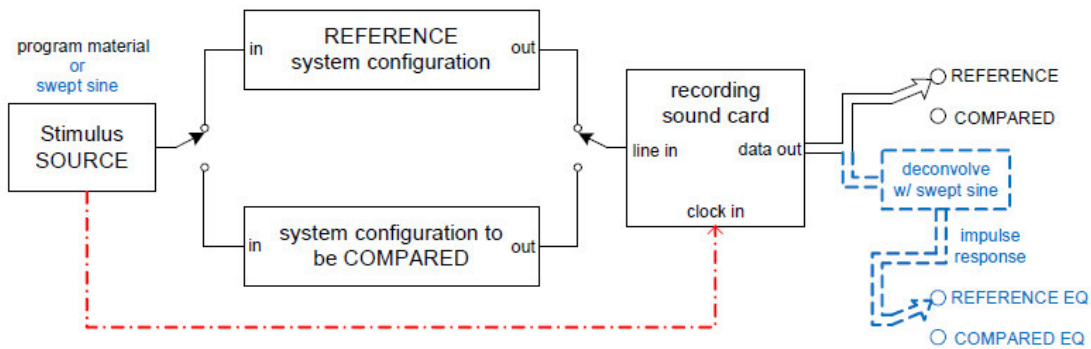 program material
or
swept sine
Stimulus
SOURCE
in
REFERENCE
system configuration
out
in
system configuration to
be COMPARED
out
recording
sound card
line in
data out
clock in
REFERENCE
COMPARED
deconvolve
w/ swept sine
impulse
response
REFERENCE EQ
COMPARED EQ